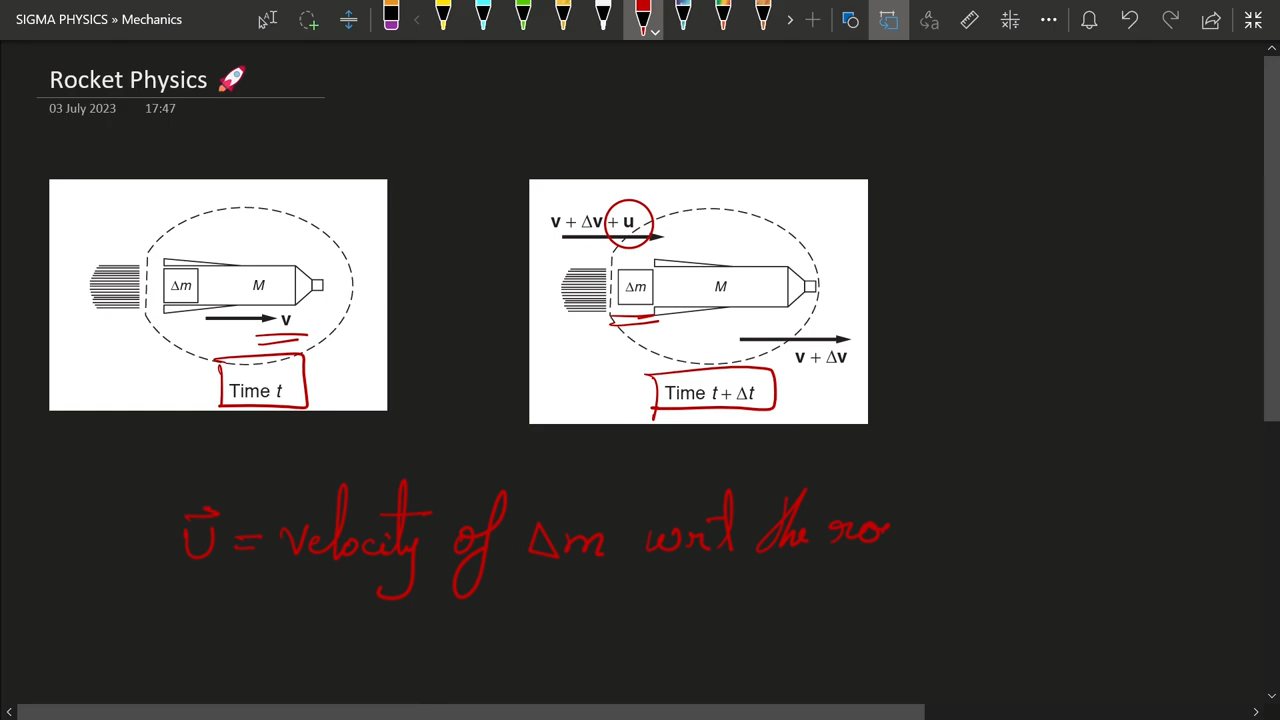 SIGMA PHYSICS » Mechanics
Rocket Physics 🚀
03 July 2023 17:47
Δm
M
v
Time t
v + Δv + u
Δm
M
v + Δv
Time t + Δt
u⃗ = velocity of Δm wrt the ro